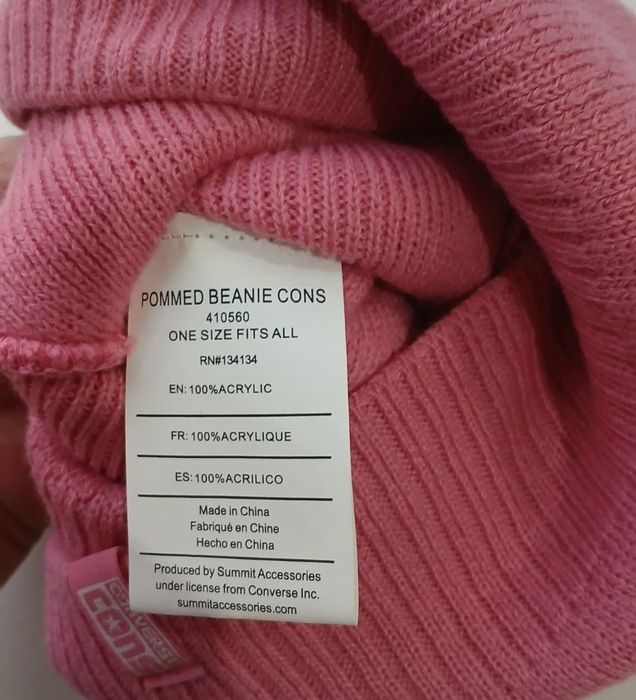 POMMED BEANIE CONS
410560
ONE SIZE FITS ALL
RN#134134
EN: 100%ACRYLIC
FR: 100%ACRYLIQUE
ES: 100%ACRILICO
Made in China
Fabriqué en Chine
Hecho en China
Produced by Summit Accessories
under license from Converse Inc.
summitaccessories.com
CONVERSE
CONS